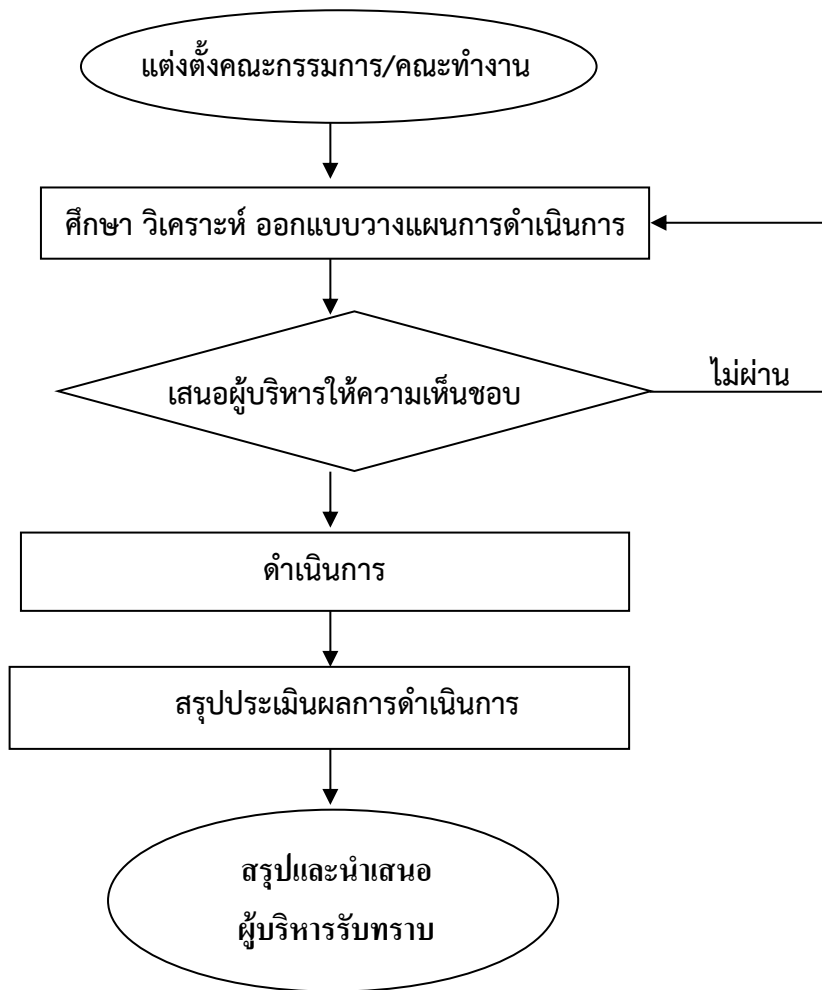 แต่งตั้งคณะกรรมการ/คณะทำงาน
ศึกษา วิเคราะห์ ออกแบบวางแผนการดำเนินการ
เสนอผู้บริหารให้ความเห็นชอบ
ไม่ผ่าน
ดำเนินการ
สรุปประเมินผลการดำเนินการ
สรุปและนำเสนอ
ผู้บริหารรับทราบ